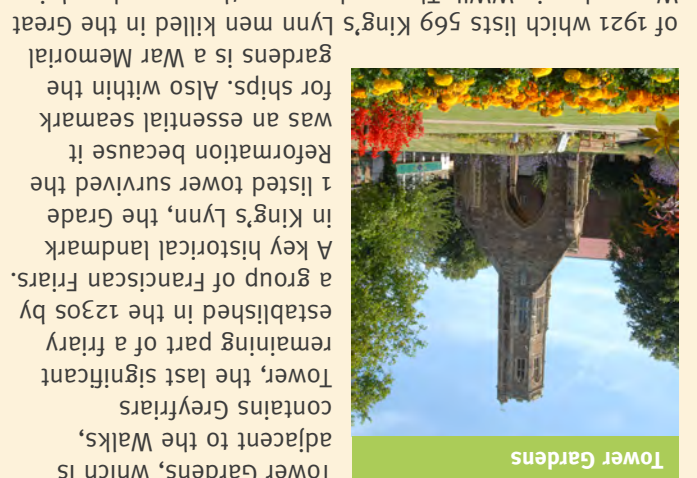 Tower Gardens
Tower Gardens, which is
adjacent to the Walks,
contains Greyfriars
Tower, the last significant
remaining part of a friary
established in the 1230s by
a group of Franciscan Friars.
A key historical landmark
in King's Lynn, the Grade
1 listed tower survived the
Reformation because it
was an essential seamark
for ships. Also within the
gardens is a War Memorial
of 1921 which lists 569 King's Lynn men killed in the Great